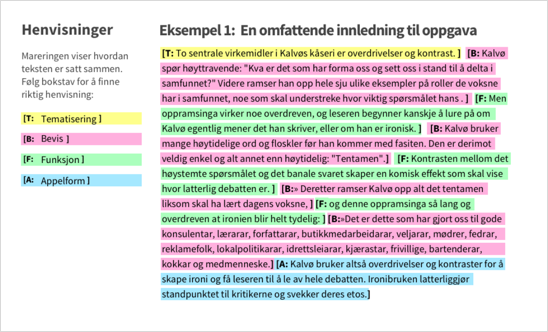 Henvisninger
Mareringen viser hvordan
teksten er satt sammen.
Følg bokstav for å finne
riktig henvisning:
[T: Tematisering ]
[B: Bevis ]
[F: Funksjon ]
[A: Appelform ]
Eksempel 1: En omfattende innledning til oppgava
[T: To sentrale virkemidler i Kalvøs kåseri er overdrivelser og kontrast. ] [B: Kalvø
spør høyttravende: "Kva er det som har forma oss og sett oss i stand til å delta i
samfunnet?" Videre ramser han opp hele sju ulike eksempler på roller de voksne
har i samfunnet, noe som skal understreke hvor viktig spørsmålet hans . ] [F: Men
oppramsinga virker noe overdreven, og leseren begynner kanskje å lure på om
Kalvø egentlig mener det han skriver, eller om han er ironisk. ] [B: Kalvø bruker
mange høytidelige ord og floskler før han kommer med fasiten. Den er derimot
veldig enkel og alt annet enn høytidelig: "Tentamen".] [F: Kontrasten mellom det
høystemte spørsmålet og det banale svaret skaper en komisk effekt som skal vise
hvor latterlig debatten er. ] [B:» Deretter ramser Kalvø opp alt det tentamen
liksom skal ha lært dagens voksne, ] [F: og denne oppramsinga så lang og
overdreven at ironien blir helt tydelig: ] [B:»Det er dette som har gjort oss til gode
konsulentar, lærarar, forfattarar, butikkmedarbeidarar, veljarar, mødrer, fedrar,
reklamefolk, lokalpolitikarar, idrettsleiarar, kjærastar, frivillige, bartenderar,
kokkar og medmenneske.] [A: Kalvø bruker altså overdrivelser og kontraster for å
skape ironi og få leseren til å le av hele debatten. Ironibruken latterliggjør
standpunktet til kritikerne og svekker deres etos.]